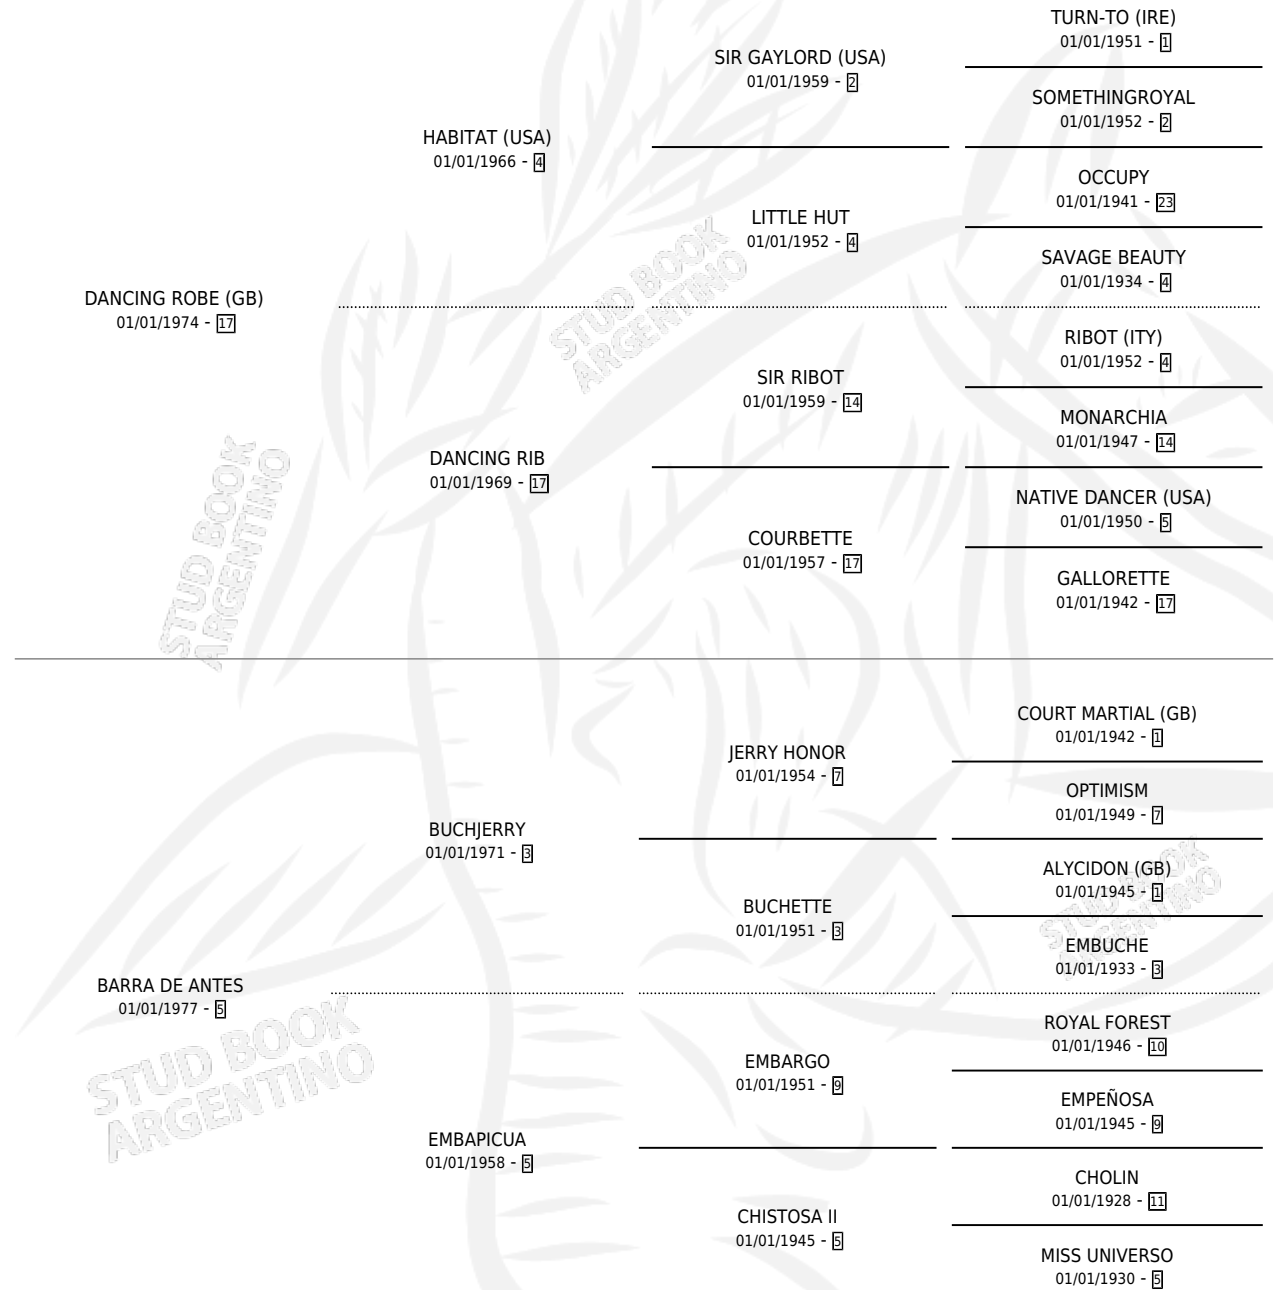 TURN-TO (IRE)
01/01/1951 - 1
SIR GAYLORD (USA)
01/01/1959 - 2
SOMETHINGROYAL
01/01/1952 - 2
HABITAT (USA)
01/01/1966 - 4
OCCUPY
01/01/1941 - 23
LITTLE HUT
01/01/1952 - 4
SAVAGE BEAUTY
01/01/1934 - 4
DANCING ROBE (GB)
01/01/1974 - 17
RIBOT (ITY)
01/01/1952 - 4
SIR RIBOT
01/01/1959 - 14
MONARCHIA
01/01/1947 - 14
DANCING RIB
01/01/1969 - 17
NATIVE DANCER (USA)
01/01/1950 - 5
COURBETTE
01/01/1957 - 17
GALLORETTE
01/01/1942 - 17
COURT MARTIAL (GB)
01/01/1942 - 1
JERRY HONOR
01/01/1954 - 7
OPTIMISM
01/01/1949 - 7
BUCHJERRY
01/01/1971 - 3
ALYCIDON (GB)
01/01/1945 - 1
BUCHETTE
01/01/1951 - 3
EMBUCHE
01/01/1933 - 3
BARRA DE ANTES
01/01/1977 - 5
ROYAL FOREST
01/01/1946 - 10
EMBARGO
01/01/1951 - 9
EMPEÑOSA
01/01/1945 - 9
EMBAPICUA
01/01/1958 - 5
CHOLIN
01/01/1928 - 11
CHISTOSA II
01/01/1945 - 5
MISS UNIVERSO
01/01/1930 - 5
STUD BOOK
ARGENTINO
STUD BOOK
ARGENTINO
STUD BOOK
ARGENTINO
STUD BOOK
ARGENTINO